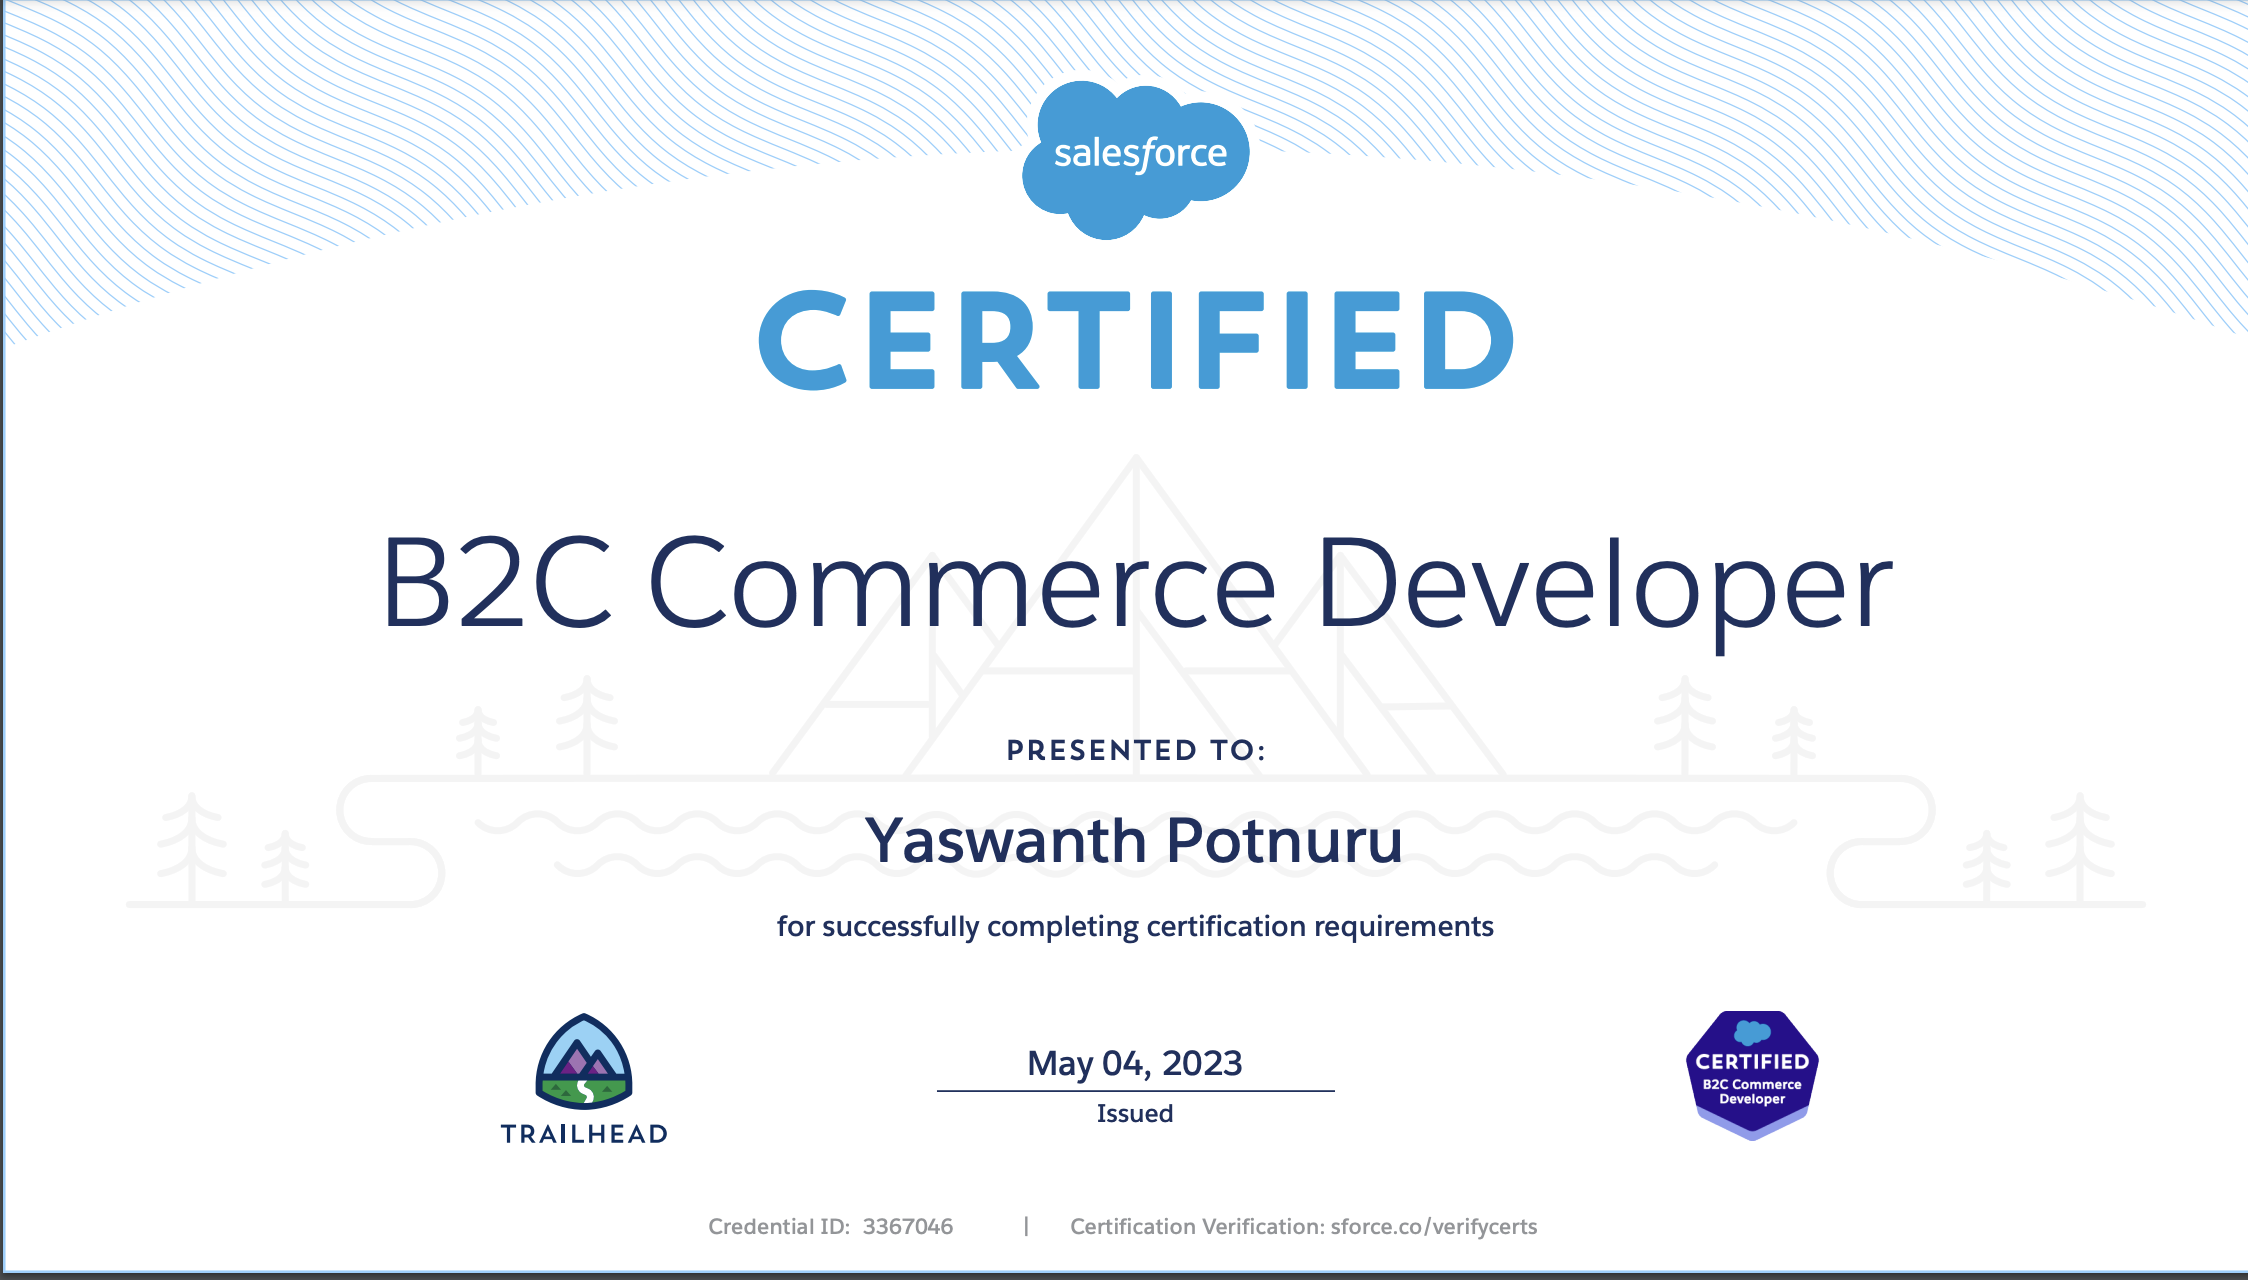 salesforce
CERTIFIED
B2C Commerce Developer
PRESENTED TO:
Yaswanth Potnuru
for successfully completing certification requirements
TRAILHEAD
May 04, 2023
Issued
CERTIFIED
B2C Commerce
Developer
Credential ID: 3367046 | Certification Verification: sforce.co/verifycerts